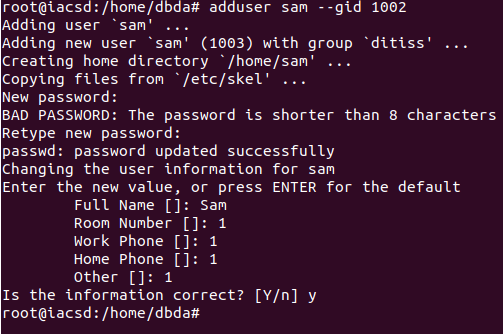 root@iacsd:/home/dbda# adduser sam --gid 1002
Adding user `sam' ...
Adding new user `sam' (1003) with group `ditiss' ...
Creating home directory `/home/sam' ...
Copying files from `/etc/skel' ...
New password:
BAD PASSWORD: The password is shorter than 8 characters
Retype new password:
passwd: password updated successfully
Changing the user information for sam
Enter the new value, or press ENTER for the default
        Full Name []: Sam
        Room Number []: 1
        Work Phone []: 1
        Home Phone []: 1
        Other []: 1
Is the information correct? [Y/n] y
root@iacsd:/home/dbda#